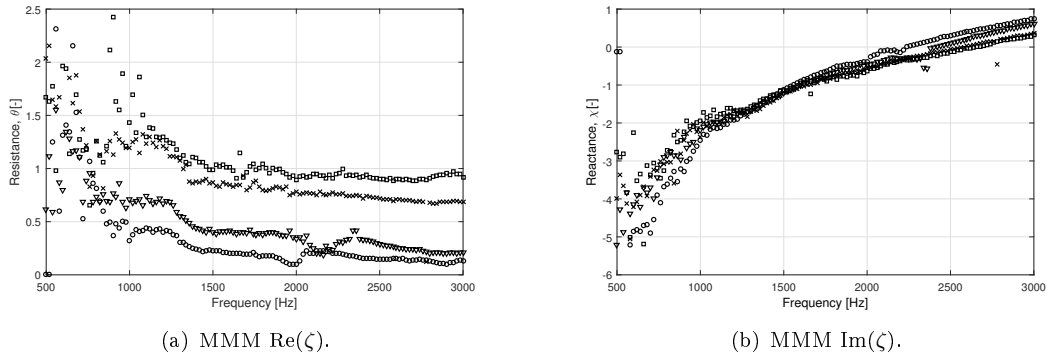 2.5
2
1.5
1
0.5
0
Resistance, θ[-]
500 1000 1500 2000 2500 3000
Frequency [Hz]
(a) MMM Re(ζ).
1
0
-1
-2
-3
-4
-5
-6
Reactance, χ[-]
500 1000 1500 2000 2500 3000
Frequency [Hz]
(b) MMM Im(ζ).